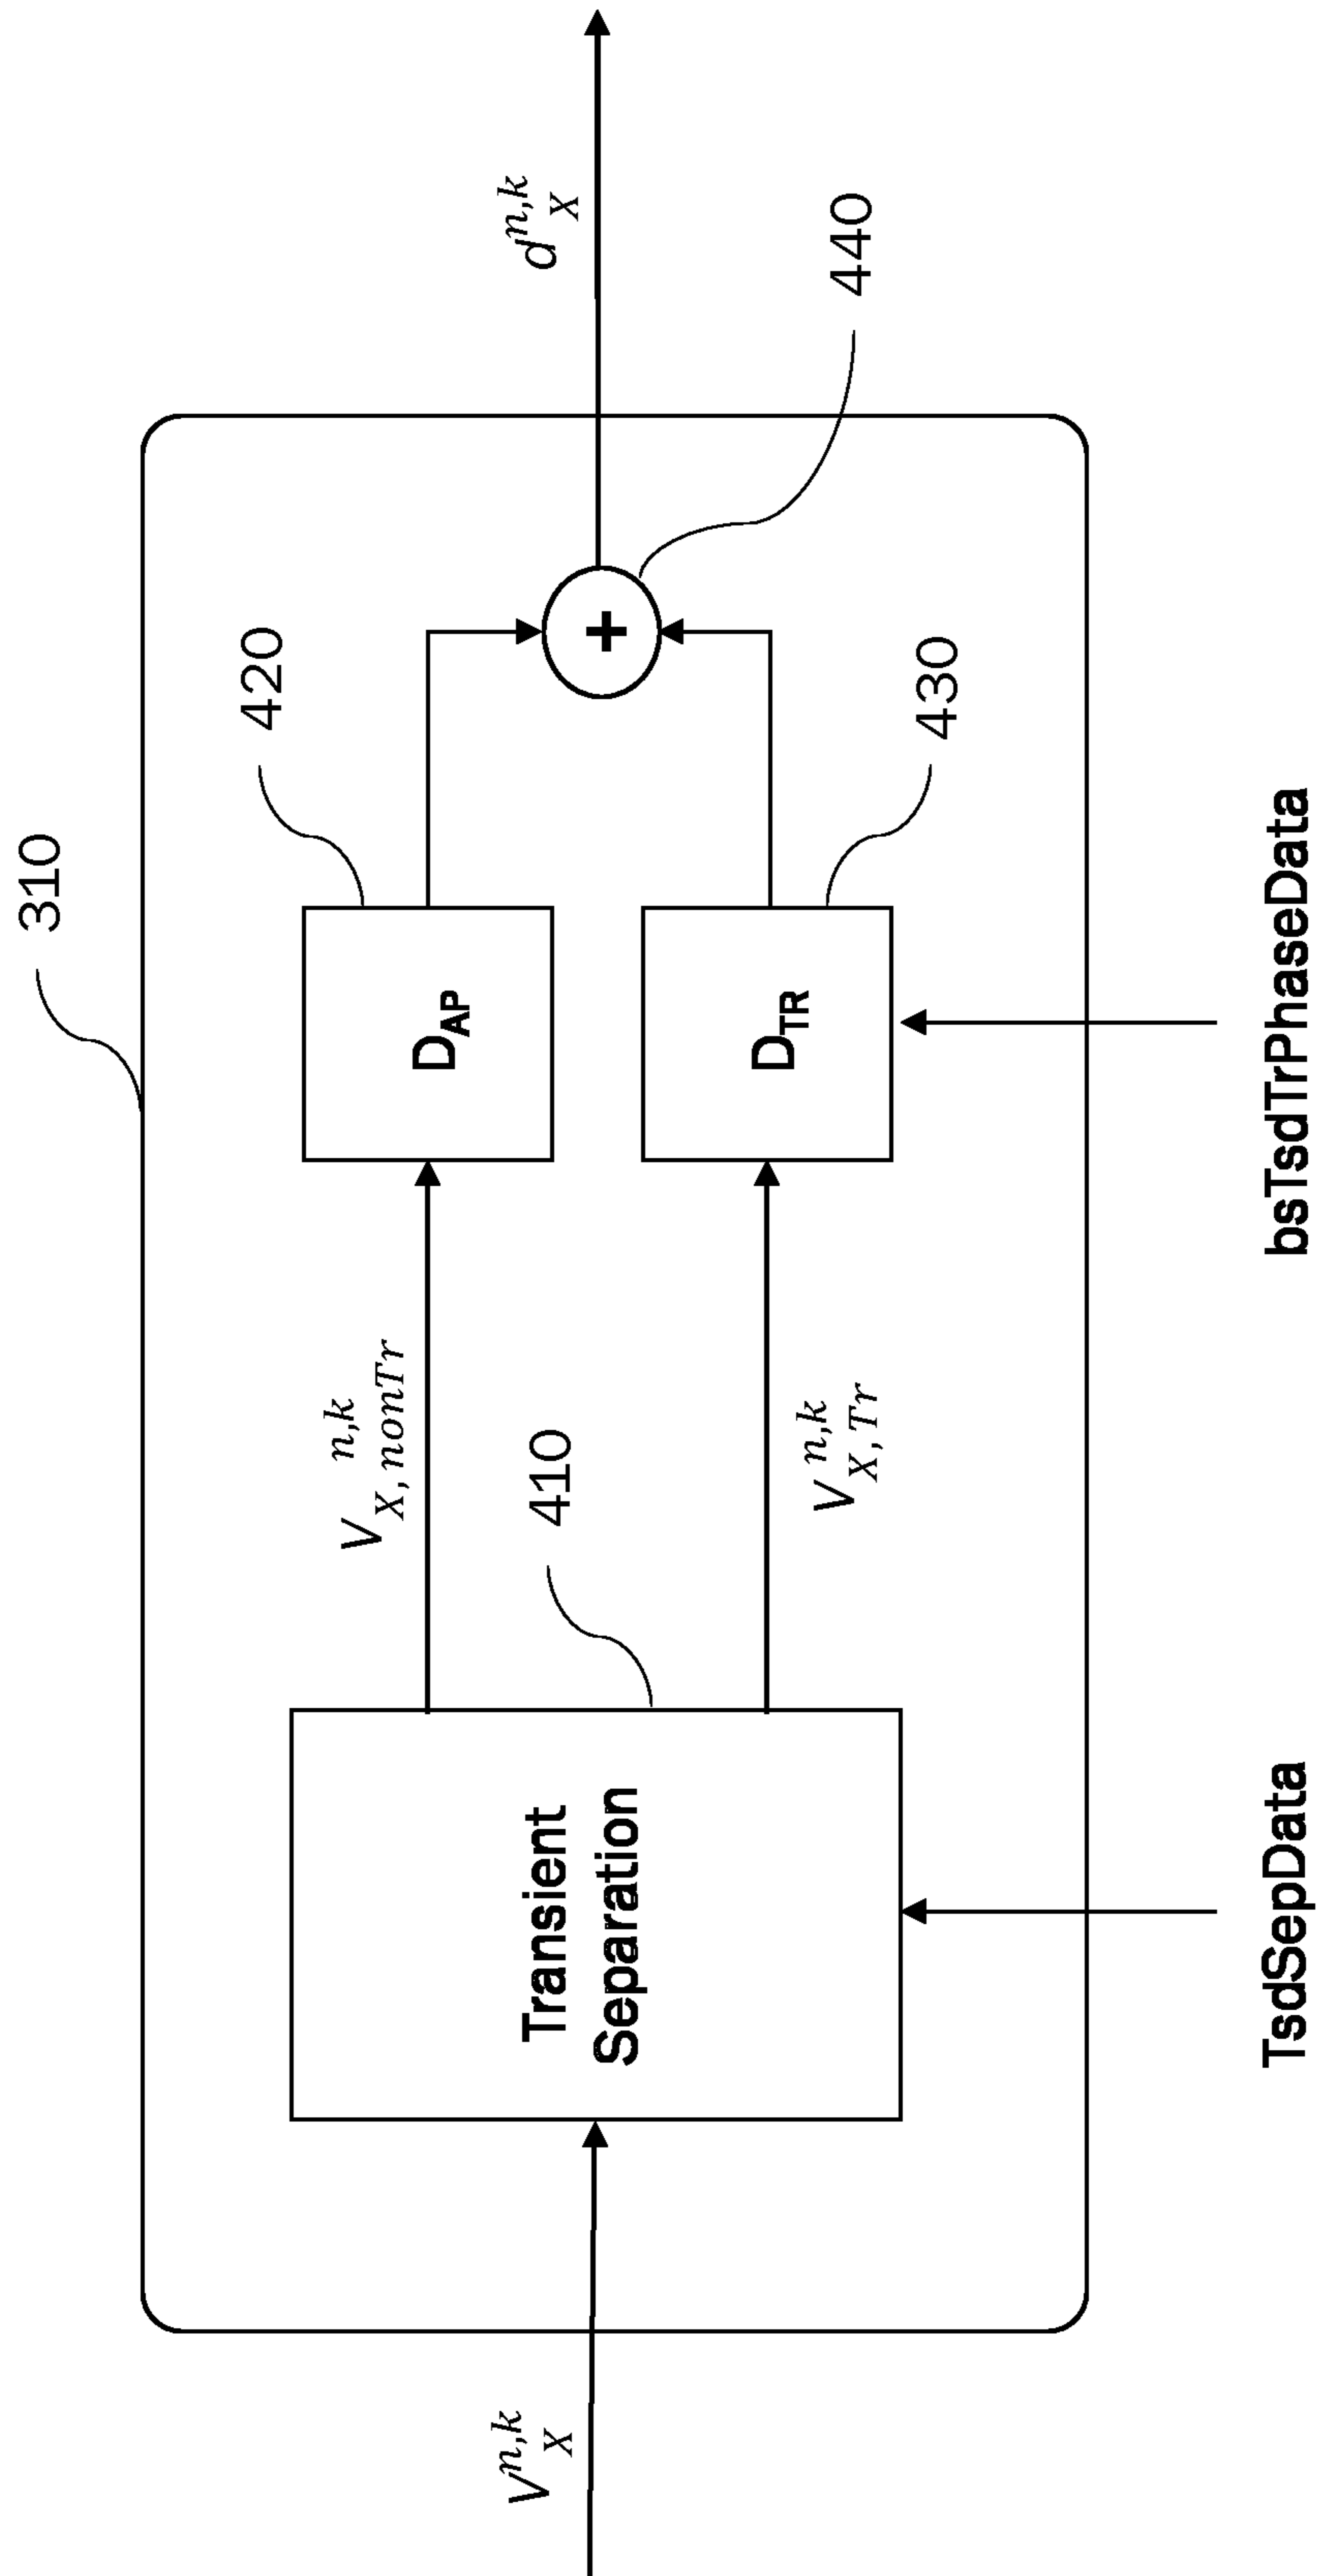 310
420
D_AP
V_{X,nonTr}^{n,k}
V_X^{n,k}
Transient
Separation
410
+
d_X^{n,k}
440
D_TR
430
V_{X,Tr}^{n,k}
TsdSepData
bsTsdTrPhaseData